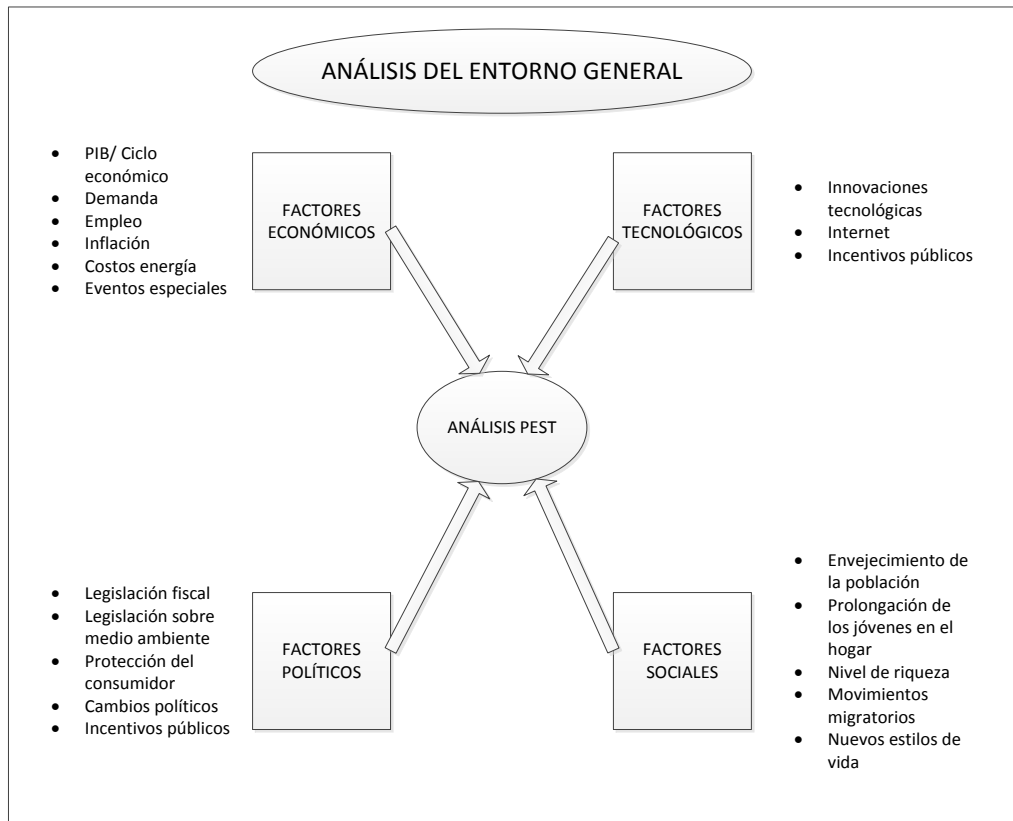 ANÁLISIS DEL ENTORNO GENERAL
• PIB/ Ciclo
económico
• Demanda
• Empleo
• Inflación
• Costos energía
• Eventos especiales
FACTORES
ECONÓMICOS
FACTORES
TECNOLÓGICOS
• Innovaciones
tecnológicas
• Internet
• Incentivos públicos
ANÁLISIS PEST
• Legislación fiscal
• Legislación sobre
medio ambiente
• Protección del
consumidor
• Cambios políticos
• Incentivos públicos
FACTORES
POLÍTICOS
FACTORES
SOCIALES
• Envejecimiento de
la población
• Prolongación de
los jóvenes en el
hogar
• Nivel de riqueza
• Movimientos
migratorios
• Nuevos estilos de
vida